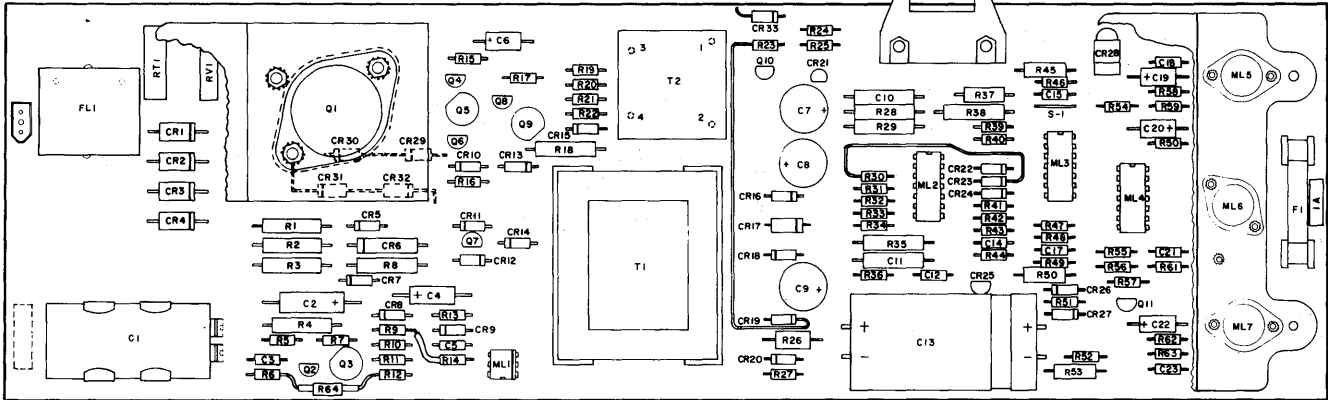 CR33
R23
R24
R25
Q10
CR21
C6
R15
Q4
R17
Q8
Q5
Q9
Q6
R19
R20
R21
R22
CR15
R18
CR10
CR13
R16
T2
3
1
4
2
FL1
RT1
RV1
Q1
CR30
CR29
CR31
CR32
CR1
CR2
CR3
CR4
R1
R2
R3
CR5
CR6
R8
CR7
CR11
Q7
CR14
CR12
T1
C7 +
+ C8
CR16
CR17
CR18
C9 +
CR19
R26
CR20
R27
C10
R28
R29
R37
R38
R39
R40
R30
R31
R32
R33
R34
ML2
CR22
CR23
CR24
R41
R42
R43
C14
R44
R35
C11
R36
C12
CR25
R45
R46
C15
S-1
ML3
R47
R48
C17
R49
R50
CR26
R51
CR27
CR28
C18
+C19
R58
R54
R59
C20+
R50
ML4
R55
C21
R56
R61
R57
Q11
+ C22
R62
R63
C23
R52
R53
ML5
ML6
ML7
F1
1A
C1
C2 +
+ C4
R4
CR8
R13
R9
CR9
R5
R7
R10
C5
C3
R11
R14
R6
Q2
Q3
R12
R64
ML1
+
+
C13
-
-